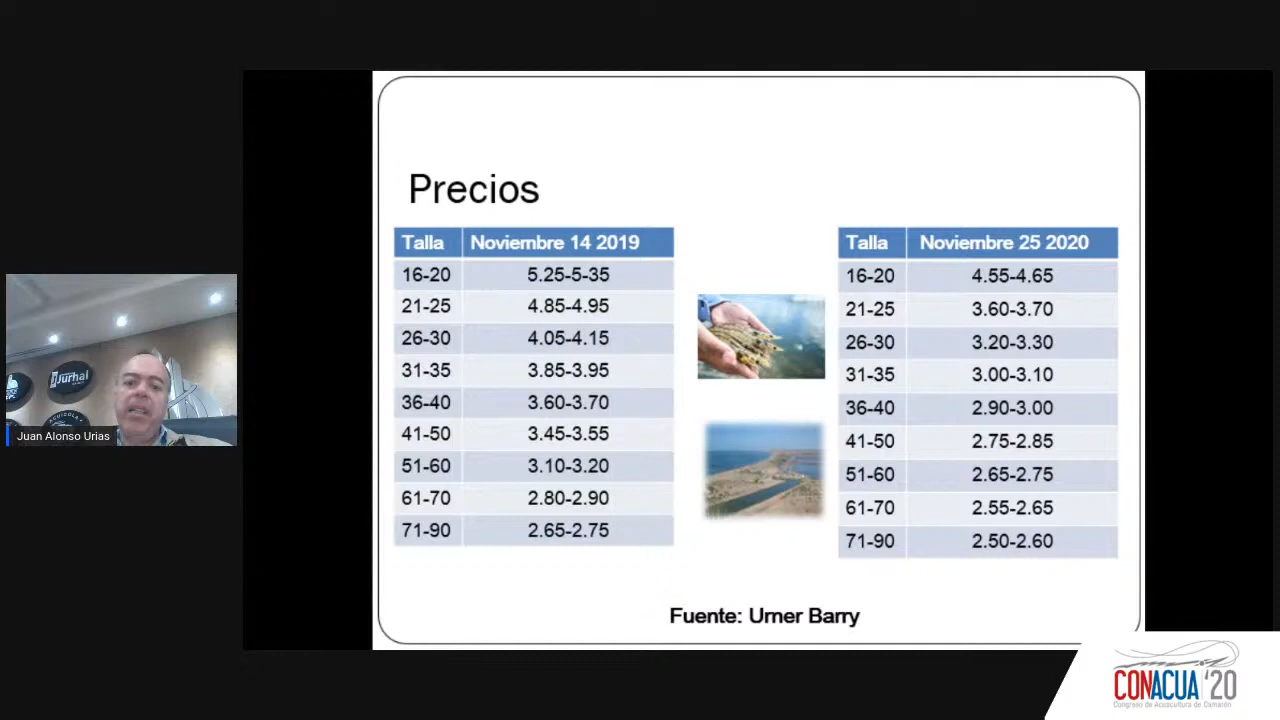 Precios
Talla Noviembre 14 2019
16-20 5.25-5-35
21-25 4.85-4.95
26-30 4.05-4.15
31-35 3.85-3.95
36-40 3.60-3.70
41-50 3.45-3.55
51-60 3.10-3.20
61-70 2.80-2.90
71-90 2.65-2.75
Talla Noviembre 25 2020
16-20 4.55-4.65
21-25 3.60-3.70
26-30 3.20-3.30
31-35 3.00-3.10
36-40 2.90-3.00
41-50 2.75-2.85
51-60 2.65-2.75
61-70 2.55-2.65
71-90 2.50-2.60
Fuente: Urner Barry
Jurhal
Juan Alonso Urias
CONACUA '20
Congreso de Acuacultura de Camarón